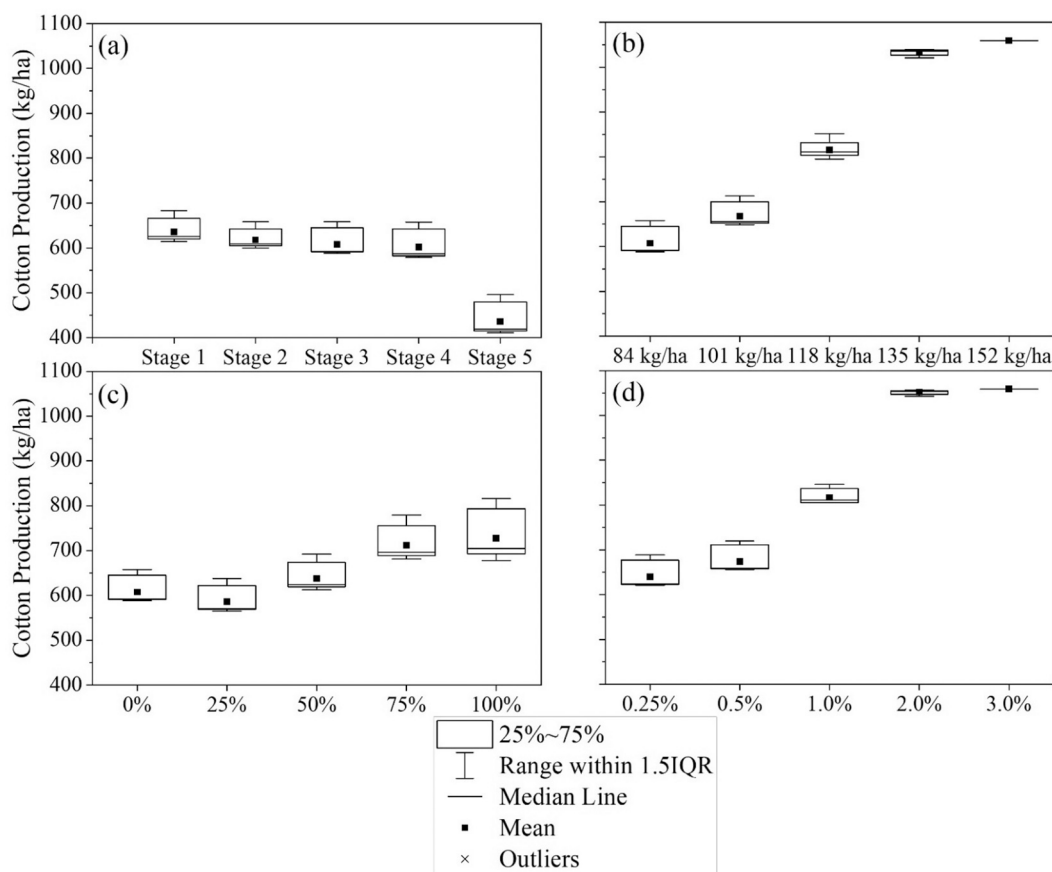 (a)
Cotton Production (kg/ha)
1100
1000
900
800
700
600
500
400
Stage 1 Stage 2 Stage 3 Stage 4 Stage 5
(b)
84 kg/ha 101 kg/ha 118 kg/ha 135 kg/ha 152 kg/ha
(c)
Cotton Production (kg/ha)
1100
1000
900
800
700
600
500
400
0% 25% 50% 75% 100%
(d)
0.25% 0.5% 1.0% 2.0% 3.0%
25%~75%
Range within 1.5IQR
Median Line
Mean
Outliers